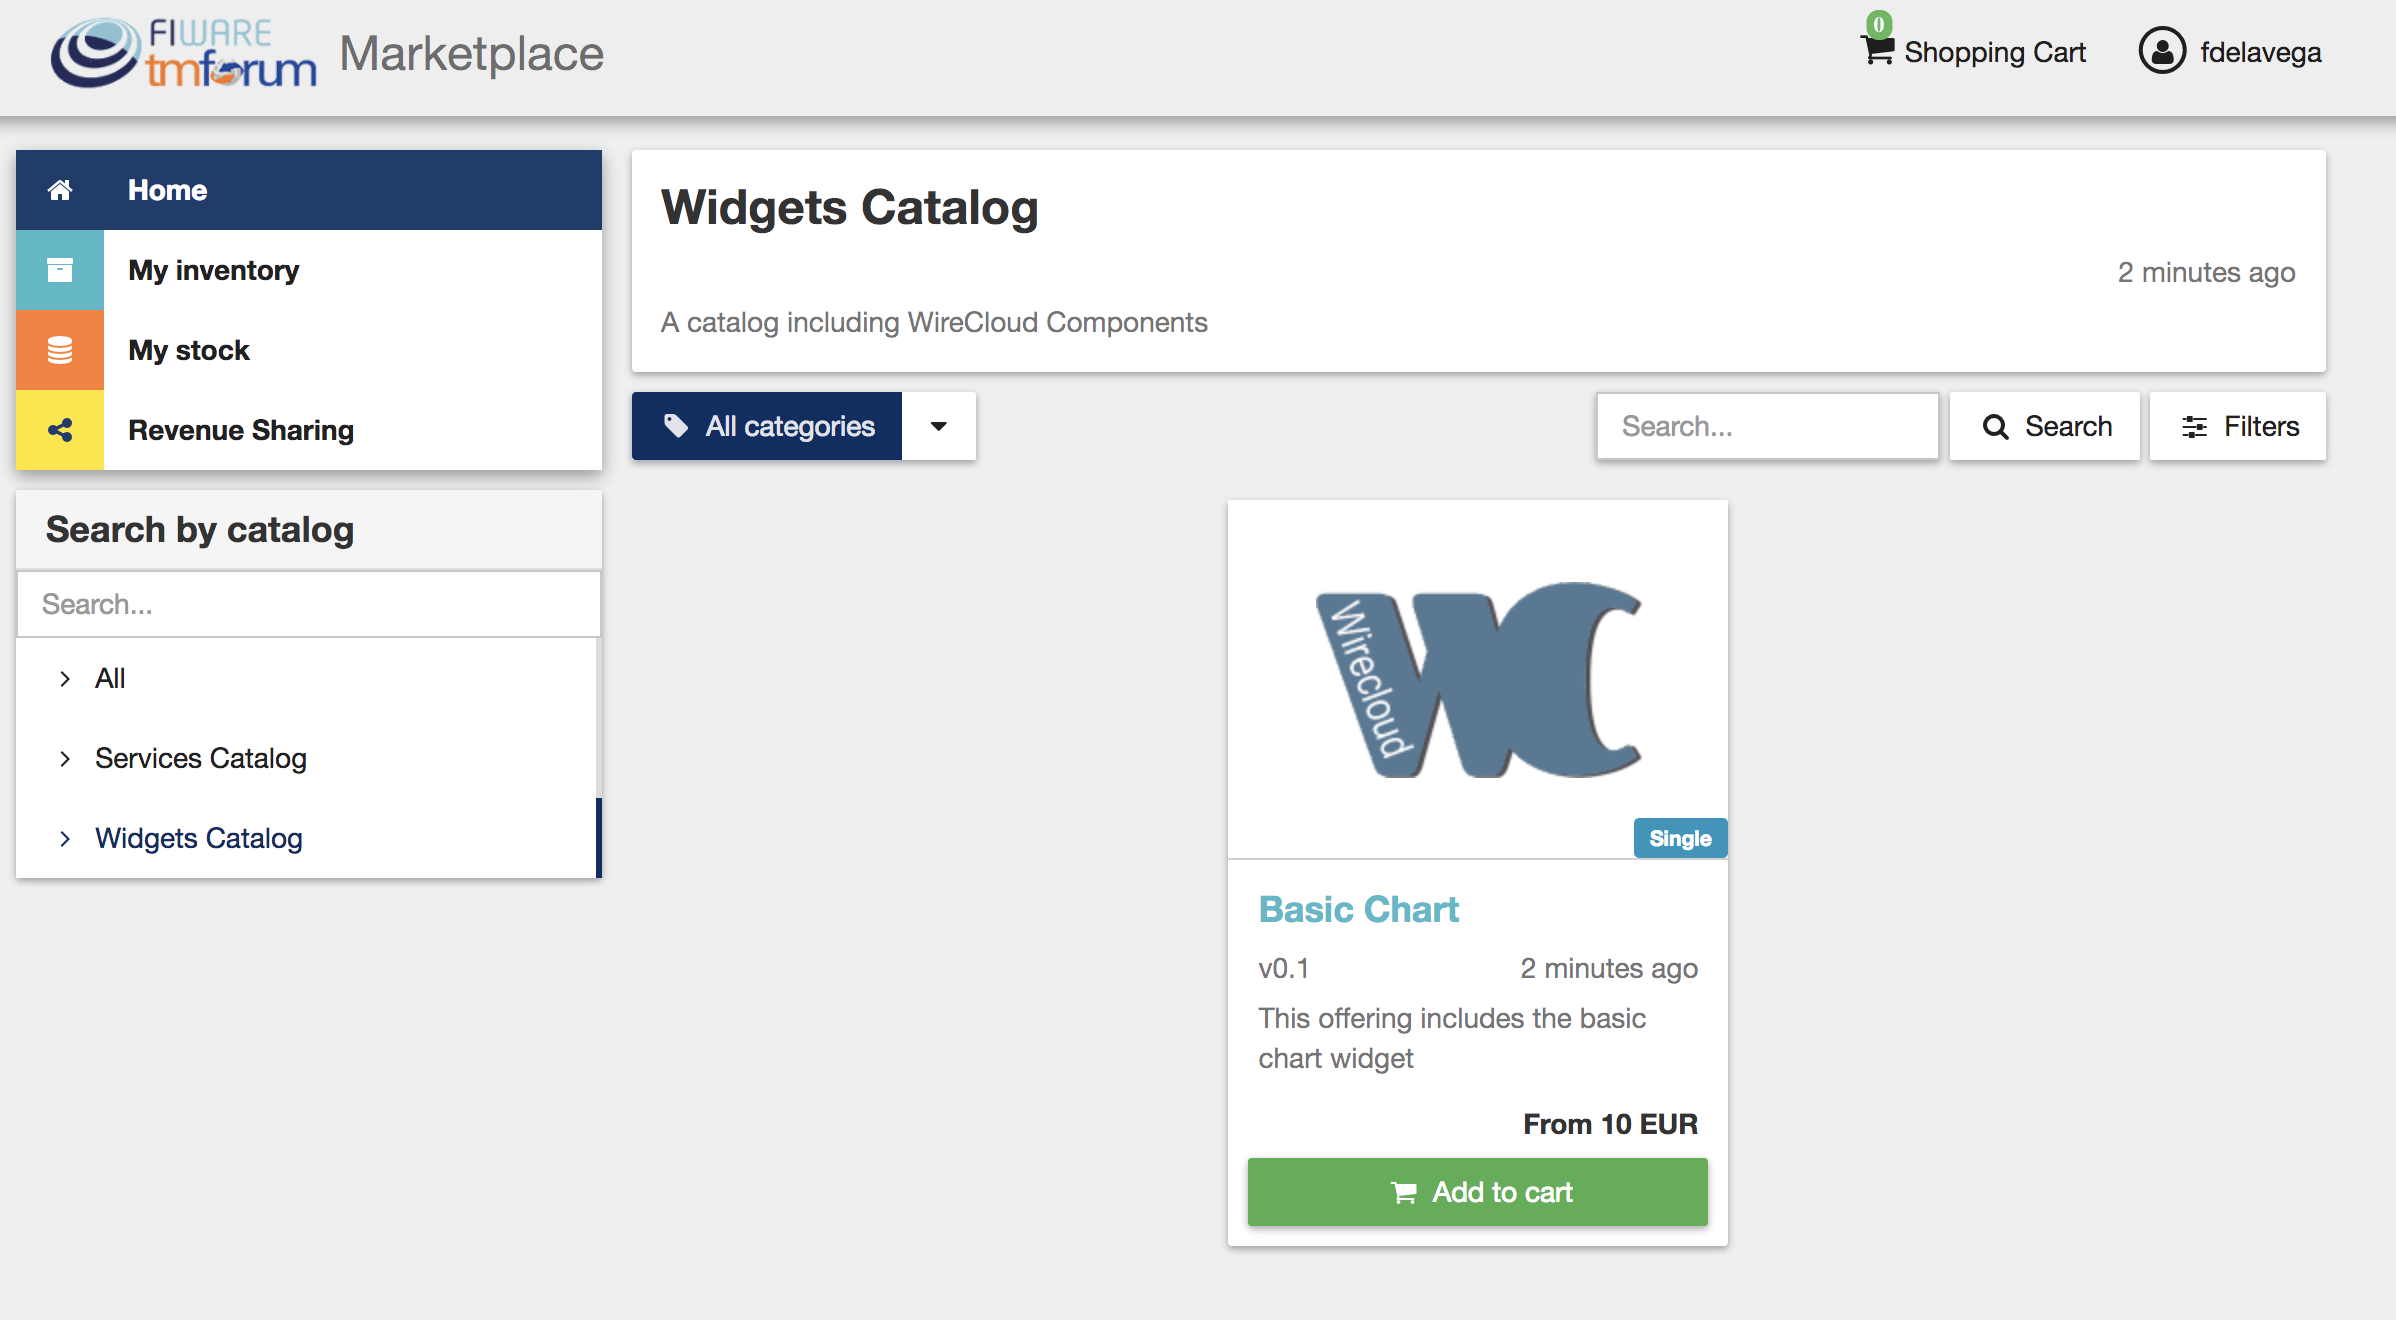 FIWARE
tmforum
Marketplace
0
Shopping Cart
fdelavega
Home
My inventory
My stock
Revenue Sharing
Search by catalog
Search...
All
Services Catalog
Widgets Catalog
Widgets Catalog
2 minutes ago
A catalog including WireCloud Components
All categories
Search...
Search
Filters
WC
Wirecloud
Single
Basic Chart
v0.1
2 minutes ago
This offering includes the basic
chart widget
From 10 EUR
Add to cart